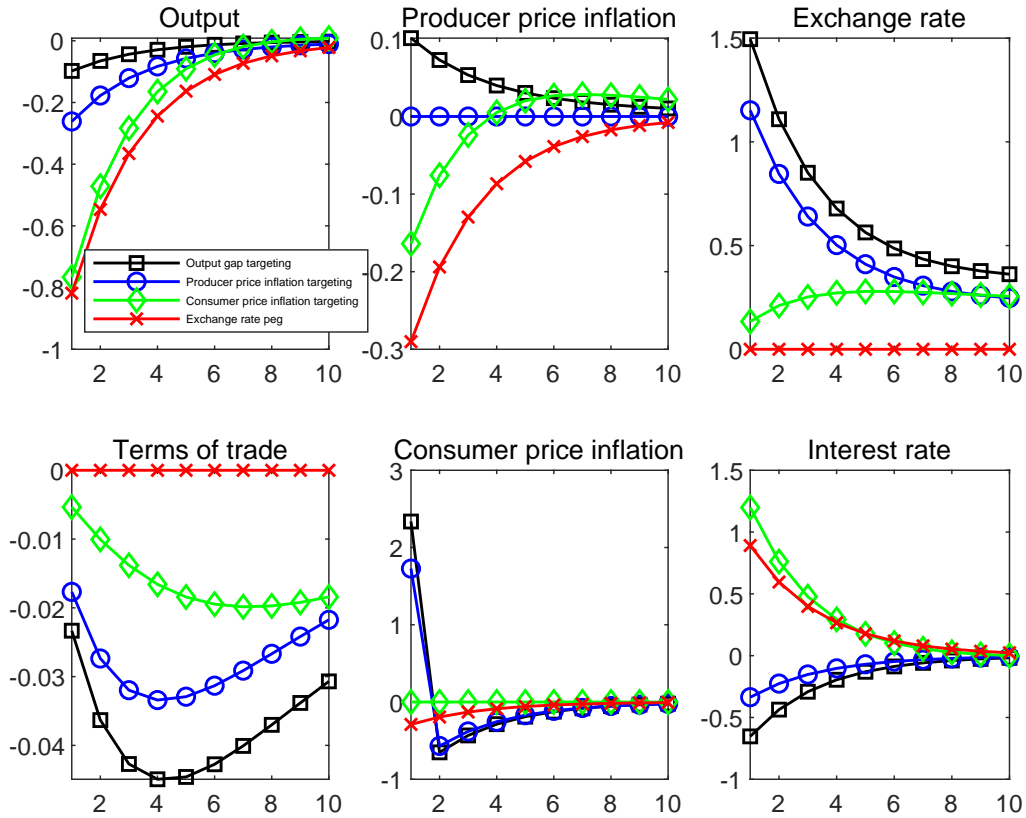 Output
0
-0.2
-0.4
-0.6
-0.8
-1
2 4 6 8 10
Output gap targeting
Producer price inflation targeting
Consumer price inflation targeting
Exchange rate peg
Producer price inflation
0.1
0
-0.1
-0.2
-0.3
2 4 6 8 10
Exchange rate
1.5
1
0.5
0
2 4 6 8 10
Terms of trade
0
-0.01
-0.02
-0.03
-0.04
2 4 6 8 10
Consumer price inflation
3
2
1
0
-1
2 4 6 8 10
Interest rate
1.5
1
0.5
0
-0.5
-1
2 4 6 8 10